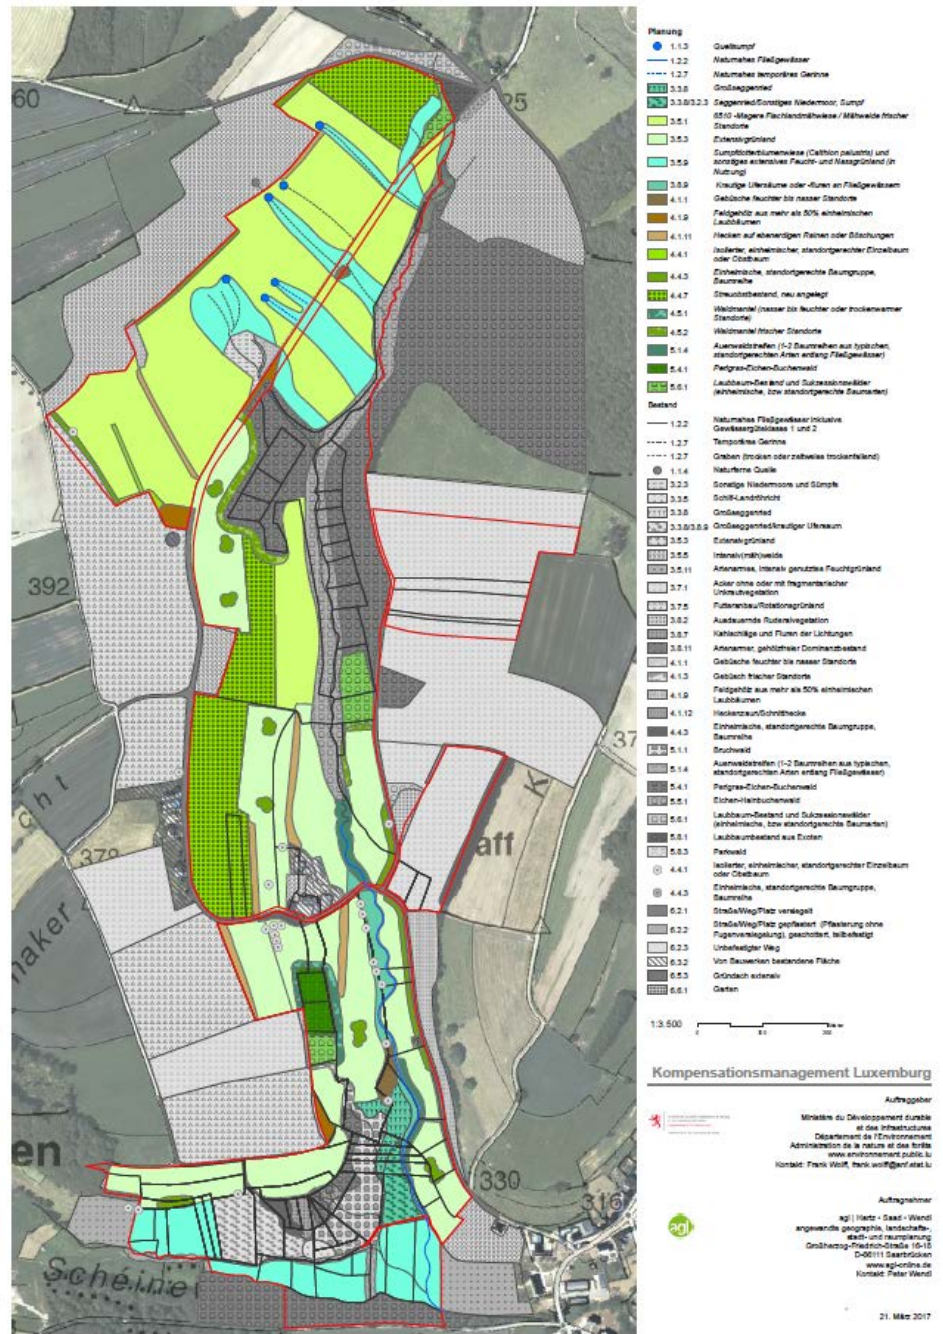 60
25
392
cht
372
maker
K
aff
37
en
330
316
Scheine
Planung
1.1.3 Quellsumpf
1.2.2 Naturnahes Fließgewässer
1.2.7 Naturnahes temporäres Gerinne
3.3.8 Großseggenried
3.3.8/3.2.3 Seggenried/Sonstiges Niedermoor, Sumpf
3.5.1 6510 -Magere Flachlandmähwiese / Mähweide frischer
Standorte
3.5.3 Extensivgrünland
3.5.9 Sumpfdotterblumenwiese (Calthion palustris) und
sonstiges extensives Feucht- und Nassgrünland (in
Nutzung)
3.8.9 Krautige Ufersäume oder -fluren an Fließgewässern
4.1.1 Gebüsche feuchter bis nasser Standorte
4.1.9 Feldgehölz aus mehr als 50% einheimischen
Laubbäumen
4.1.11 Hecken auf ebenerdigen Rainen oder Böschungen
4.4.1 Isolierter, einheimischer, standortgerechter Einzelbaum
oder Obstbaum
4.4.3 Einheimische, standortgerechte Baumgruppe,
Baumreihe
4.4.7 Streuobstbestand, neu angelegt
4.5.1 Waldmantel (nasser bis feuchter oder trockenwarmer
Standorte)
4.5.2 Waldmantel frischer Standorte
5.1.4 Auenwaldstreifen (1-2 Baumreihen aus typischen,
standortgerechten Arten entlang Fließgewässer)
5.4.1 Perlgras-Eichen-Buchenwald
5.6.1 Laubbaum-Bestand und Sukzessionswälder
(einheimische, bzw standortgerechte Baumarten)
Bestand
1.2.2 Naturnahes Fließgewässer inklusive
Gewässergüteklasse 1 und 2
1.2.7 Temporäres Gerinne
1.2.7 Graben (trocken oder zeitweise trockenfallend)
1.1.4 Naturferne Quelle
3.2.3 Sonstige Niedermoore und Sümpfe
3.3.5 Schilf-Landröhricht
3.3.8 Großseggenried
3.3.8/3.8.9 Großseggenried/krautiger Ufersaum
3.5.3 Extensivgrünland
3.5.5 Intensiv(mäh)weide
3.5.11 Artenarmes, intensiv genutztes Feuchtgrünland
3.7.1 Acker ohne oder mit fragmentarischer
Unkrautvegetation
3.7.5 Futteranbau/Rotationsgrünland
3.8.2 Ausdauernde Ruderalvegetation
3.8.7 Kahlschläge und Fluren der Lichtungen
3.8.11 Artenarmer, gehölzfreier Dominanzbestand
4.1.1 Gebüsche feuchter bis nasser Standorte
4.1.3 Gebüsch frischer Standorte
4.1.9 Feldgehölz aus mehr als 50% einheimischen
Laubbäumen
4.1.12 Heckenzaun/Schnitthecke
4.4.3 Einheimische, standortgerechte Baumgruppe,
Baumreihe
5.1.1 Bruchwald
5.1.4 Auenwaldstreifen (1-2 Baumreihen aus typischen,
standortgerechten Arten entlang Fließgewässer)
5.4.1 Perlgras-Eichen-Buchenwald
5.5.1 Eichen-Hainbuchenwald
5.6.1 Laubbaum-Bestand und Sukzessionswälder
(einheimische, bzw standortgerechte Baumarten)
5.8.1 Laubbaumbestand aus Exoten
5.8.3 Parkwald
4.4.1 Isolierter, einheimischer, standortgerechter Einzelbaum
oder Obstbaum
4.4.3 Einheimische, standortgerechte Baumgruppe,
Baumreihe
6.2.1 Straße/Weg/Platz versiegelt
6.2.2 Straße/Weg/Platz gepflastert (Pflasterung ohne
Fugenversiegelung), geschottert, teilbefestigt
6.2.3 Unbefestigter Weg
6.3.2 Von Bauwerken bestandene Fläche
6.5.3 Gründach extensiv
6.6.1 Garten
1:3.500
Kompensationsmanagement Luxemburg
Auftraggeber
Ministère du Développement durable
et des Infrastructures
Département de l'Environnement
Administration de la nature et des forêts
www.environnement.public.lu
Kontakt: Frank Wolff, frank.wolff@anf.etat.lu
Auftragnehmer
agl
agl | Hartz • Saad • Wendl
angewandte geographie, landschafts-,
stadt- und raumplanung
Großherzog-Friedrich-Straße 16-18
D-66111 Saarbrücken
www.agl-online.de
Kontakt: Peter Wendl
21. März 2017